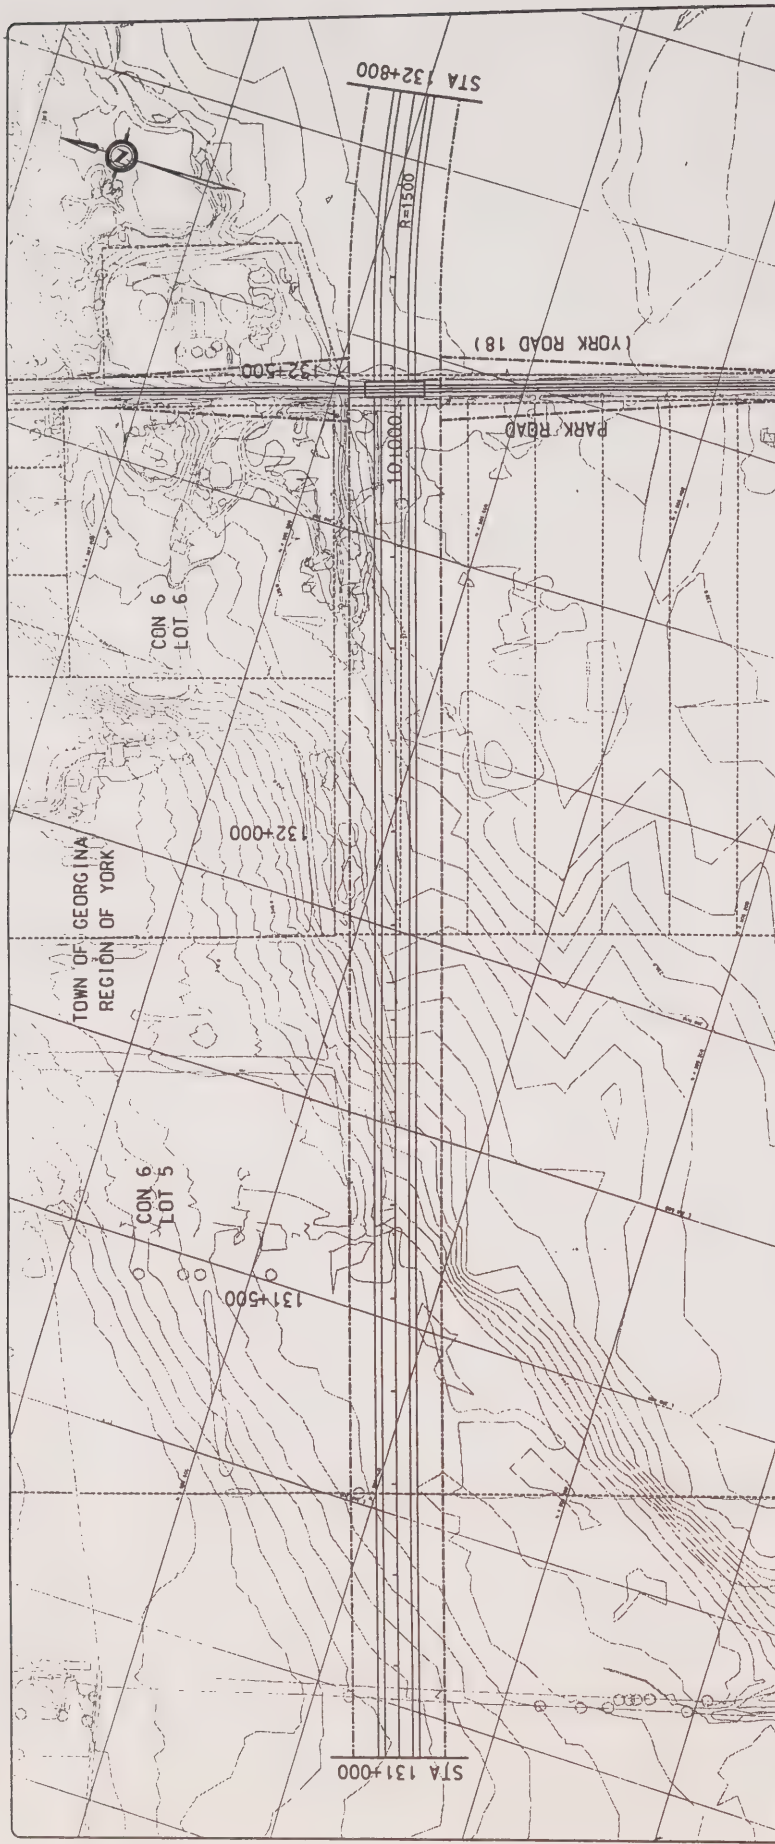 STA 132+800
R=1500
(YORK ROAD 18)
PARK ROAD
132+500
10+000
CON 6
LOT 6
132+000
TOWN OF GEORGINA
REGION OF YORK
CON 6
LOT 5
131+500
STA 131+000